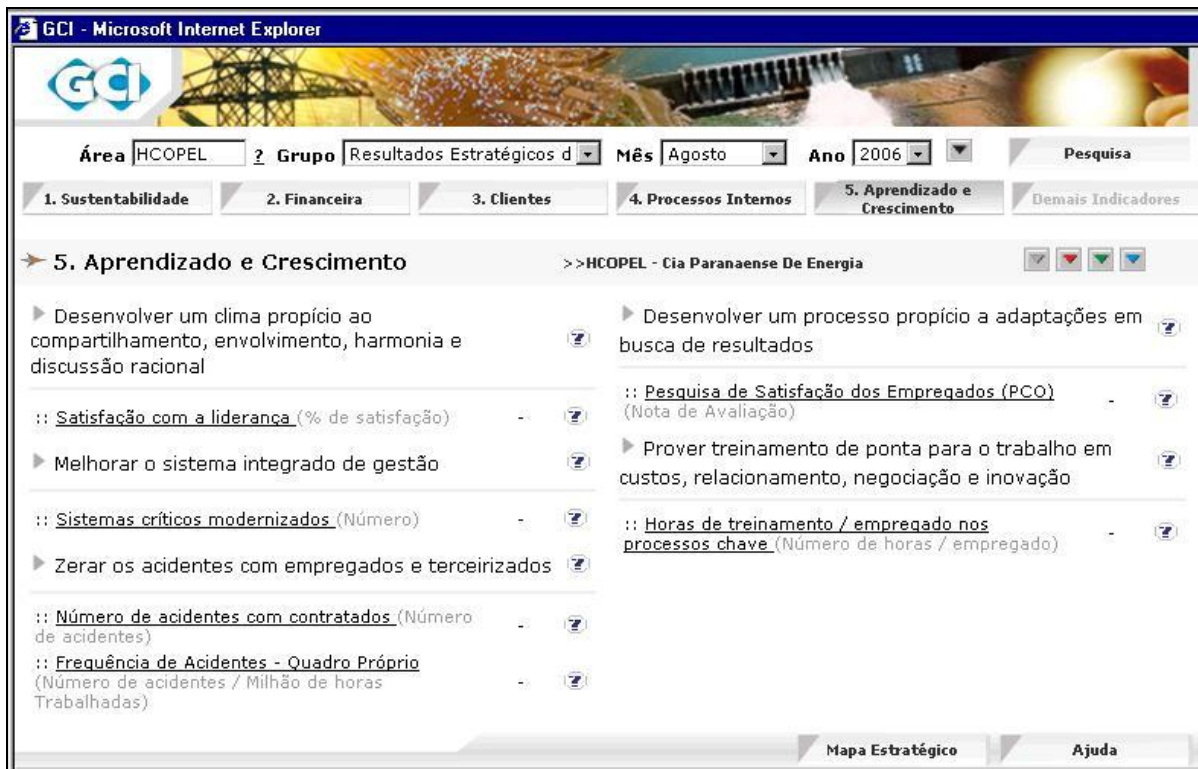 GCI - Microsoft Internet Explorer
GCI
Área HCOPEL ? Grupo Resultados Estratégicos d Mês Agosto Ano 2006 Pesquisa
1. Sustentabilidade 2. Financeira 3. Clientes 4. Processos Internos 5. Aprendizado e Crescimento Demais Indicadores
5. Aprendizado e Crescimento >>HCOPEL - Cia Paranaense De Energia
Desenvolver um clima propício ao
compartilhamento, envolvimento, harmonia e
discussão racional
:: Satisfação com a liderança (% de satisfação) - ?
Melhorar o sistema integrado de gestão ?
:: Sistemas críticos modernizados (Número) - ?
Zerar os acidentes com empregados e terceirizados ?
:: Número de acidentes com contratados (Número
de acidentes) - ?
:: Frequência de Acidentes - Quadro Próprio
(Número de acidentes / Milhão de horas
Trabalhadas) - ?
Desenvolver um processo propício a adaptações em
busca de resultados ?
:: Pesquisa de Satisfação dos Empregados (PCO)
(Nota de Avaliação) - ?
Prover treinamento de ponta para o trabalho em
custos, relacionamento, negociação e inovação ?
:: Horas de treinamento / empregado nos
processos chave (Número de horas / empregado) - ?
Mapa Estratégico Ajuda